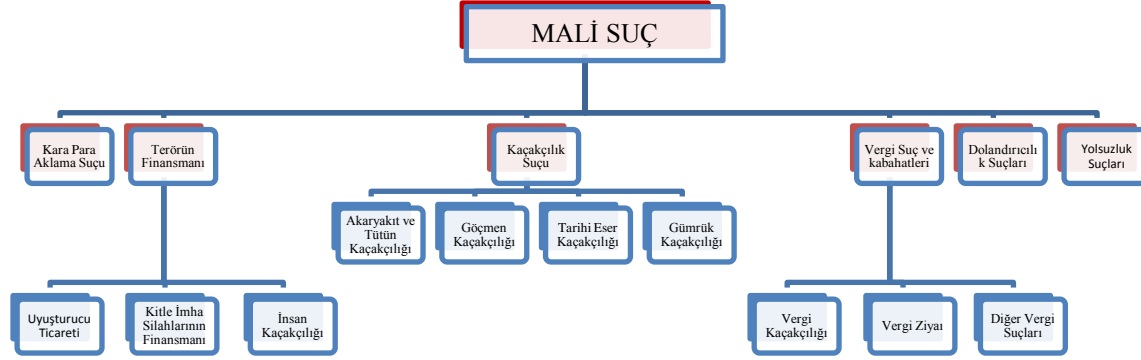 MALİ SUÇ
Kara Para
Aklama Suçu
Terörün
Finansmanı
Kaçakçılık
Suçu
Vergi Suç ve
kabahatleri
Dolandırıcılı
k Suçları
Yolsuzluk
Suçları
Akaryakıt ve
Tütün
Kaçakçılığı
Göçmen
Kaçakçılığı
Tarihi Eser
Kaçakçılığı
Gümrük
Kaçakçılığı
Uyuşturucu
Ticareti
Kitle İmha
Silahlarının
Finansmanı
İnsan
Kaçakçılığı
Vergi
Kaçakçılığı
Vergi Ziyaı
Diğer Vergi
Suçları